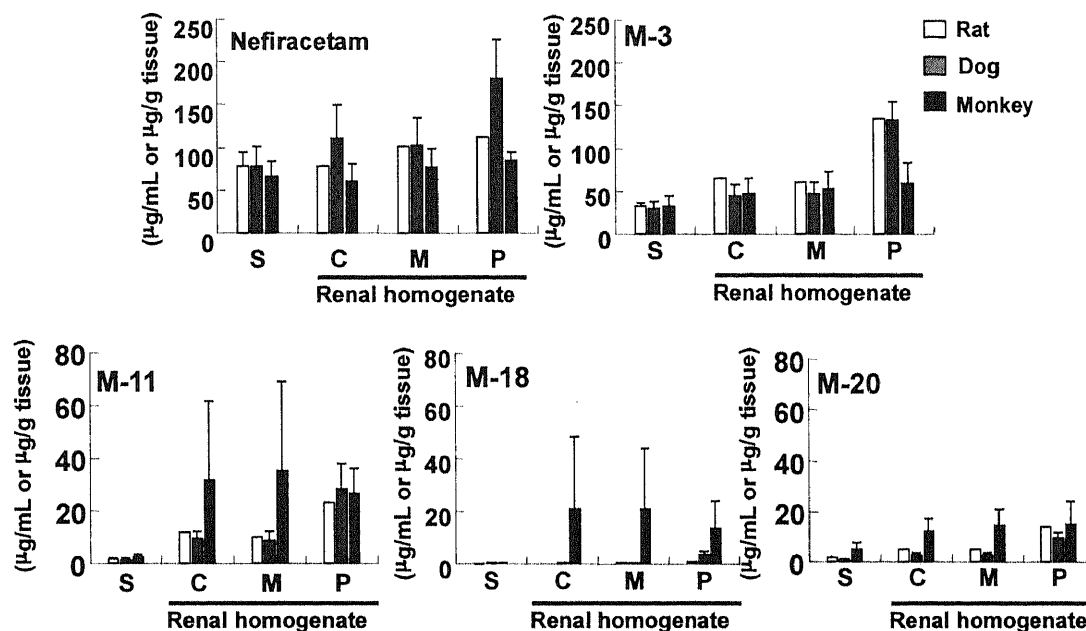 Nefiracetam
(µg/mL or µg/g tissue)
250
200
150
100
50
0
S
C
M
P
Renal homogenate
M-3
(µg/mL or µg/g tissue)
250
200
150
100
50
0
S
C
M
P
Renal homogenate
Rat
Dog
Monkey
M-11
(µg/mL or µg/g tissue)
80
60
40
20
0
S
C
M
P
Renal homogenate
M-18
(µg/mL or µg/g tissue)
80
60
40
20
0
S
C
M
P
Renal homogenate
M-20
(µg/mL or µg/g tissue)
80
60
40
20
0
S
C
M
P
Renal homogenate